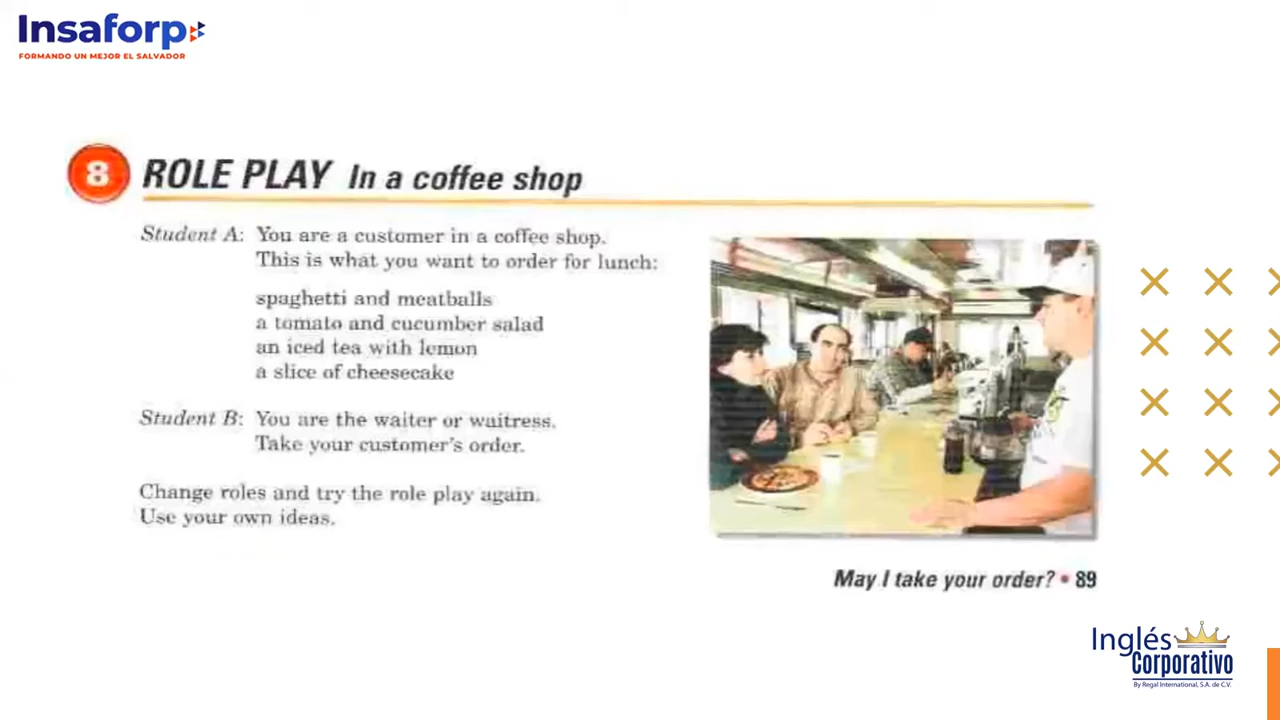 Insaforp
FORMANDO UN MEJOR EL SALVADOR
8 ROLE PLAY In a coffee shop
Student A: You are a customer in a coffee shop.
This is what you want to order for lunch:
spaghetti and meatballs
a tomato and cucumber salad
an iced tea with lemon
a slice of cheesecake
Student B: You are the waiter or waitress.
Take your customer's order.
Change roles and try the role play again.
Use your own ideas.
May I take your order? • 89
Inglés
Corporativo
By Regal International, S.A. de C.V.